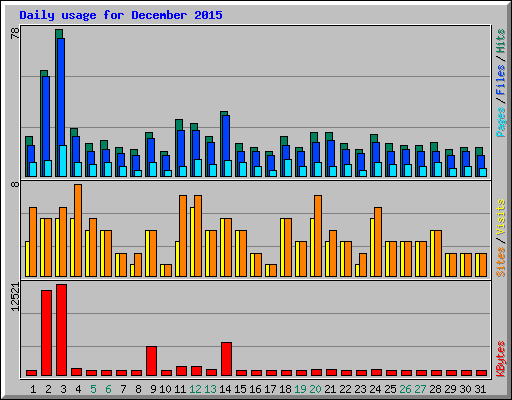 Daily usage for December 2015
78
Pages / Files / Hits
8
Sites / Visits
12521
KBytes
1 2 3 4 5 6 7 8 9 10 11 12 13 14 15 16 17 18 19 20 21 22 23 24 25 26 27 28 29 30 31